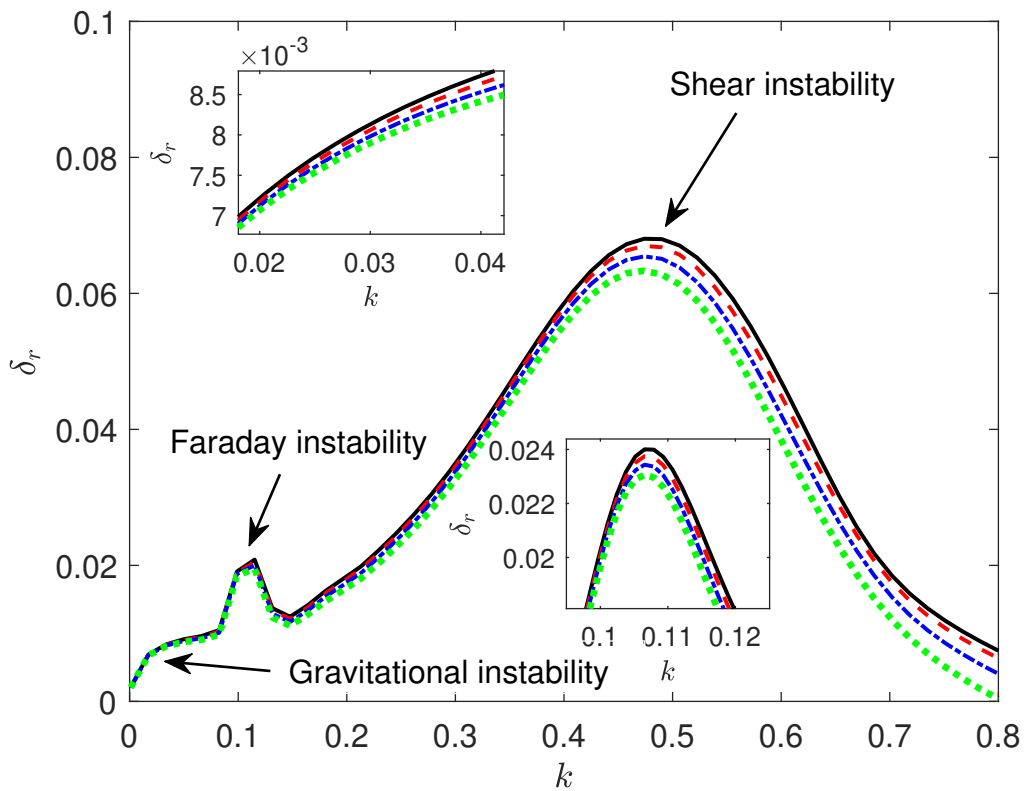 0.1
0.08
0.06
0.04
0.02
0
δᵣ
0 0.1 0.2 0.3 0.4 0.5 0.6 0.7 0.8
k
×10⁻³
8.5
8
7.5
7
δᵣ
0.02 0.03 0.04
k
Shear instability
Faraday instability
Gravitational instability
0.024
0.022
0.02
δᵣ
0.1 0.11 0.12
k